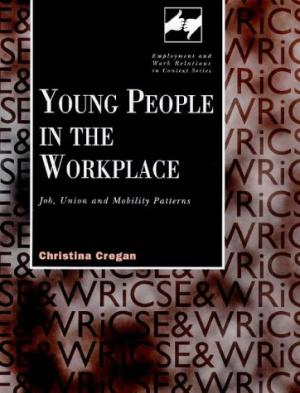 Employment and
Work Relations
in Context Series
YOUNG PEOPLE
IN THE
WORKPLACE
Job, Union and Mobility Patterns
Christina Cregan